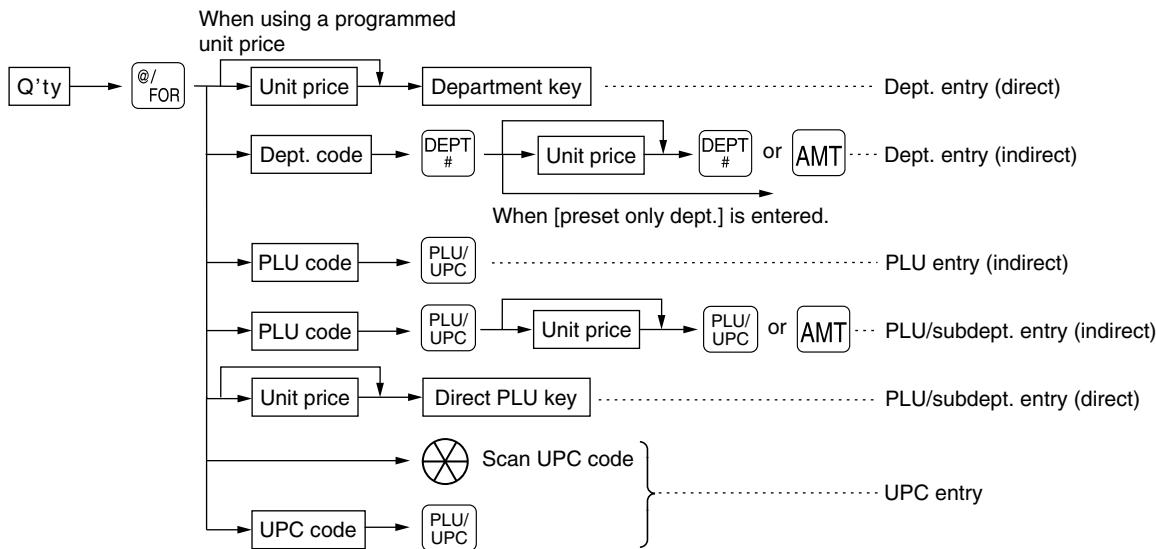 When using a programmed
unit price
Q'ty @/FOR Unit price Department key Dept. entry (direct)
Dept. code DEPT # Unit price DEPT # or AMT Dept. entry (indirect)
When [preset only dept.] is entered.
PLU code PLU/UPC PLU entry (indirect)
PLU code PLU/UPC Unit price PLU/UPC or AMT PLU/subdept. entry (indirect)
Unit price Direct PLU key PLU/subdept. entry (direct)
Scan UPC code
UPC entry
UPC code PLU/UPC